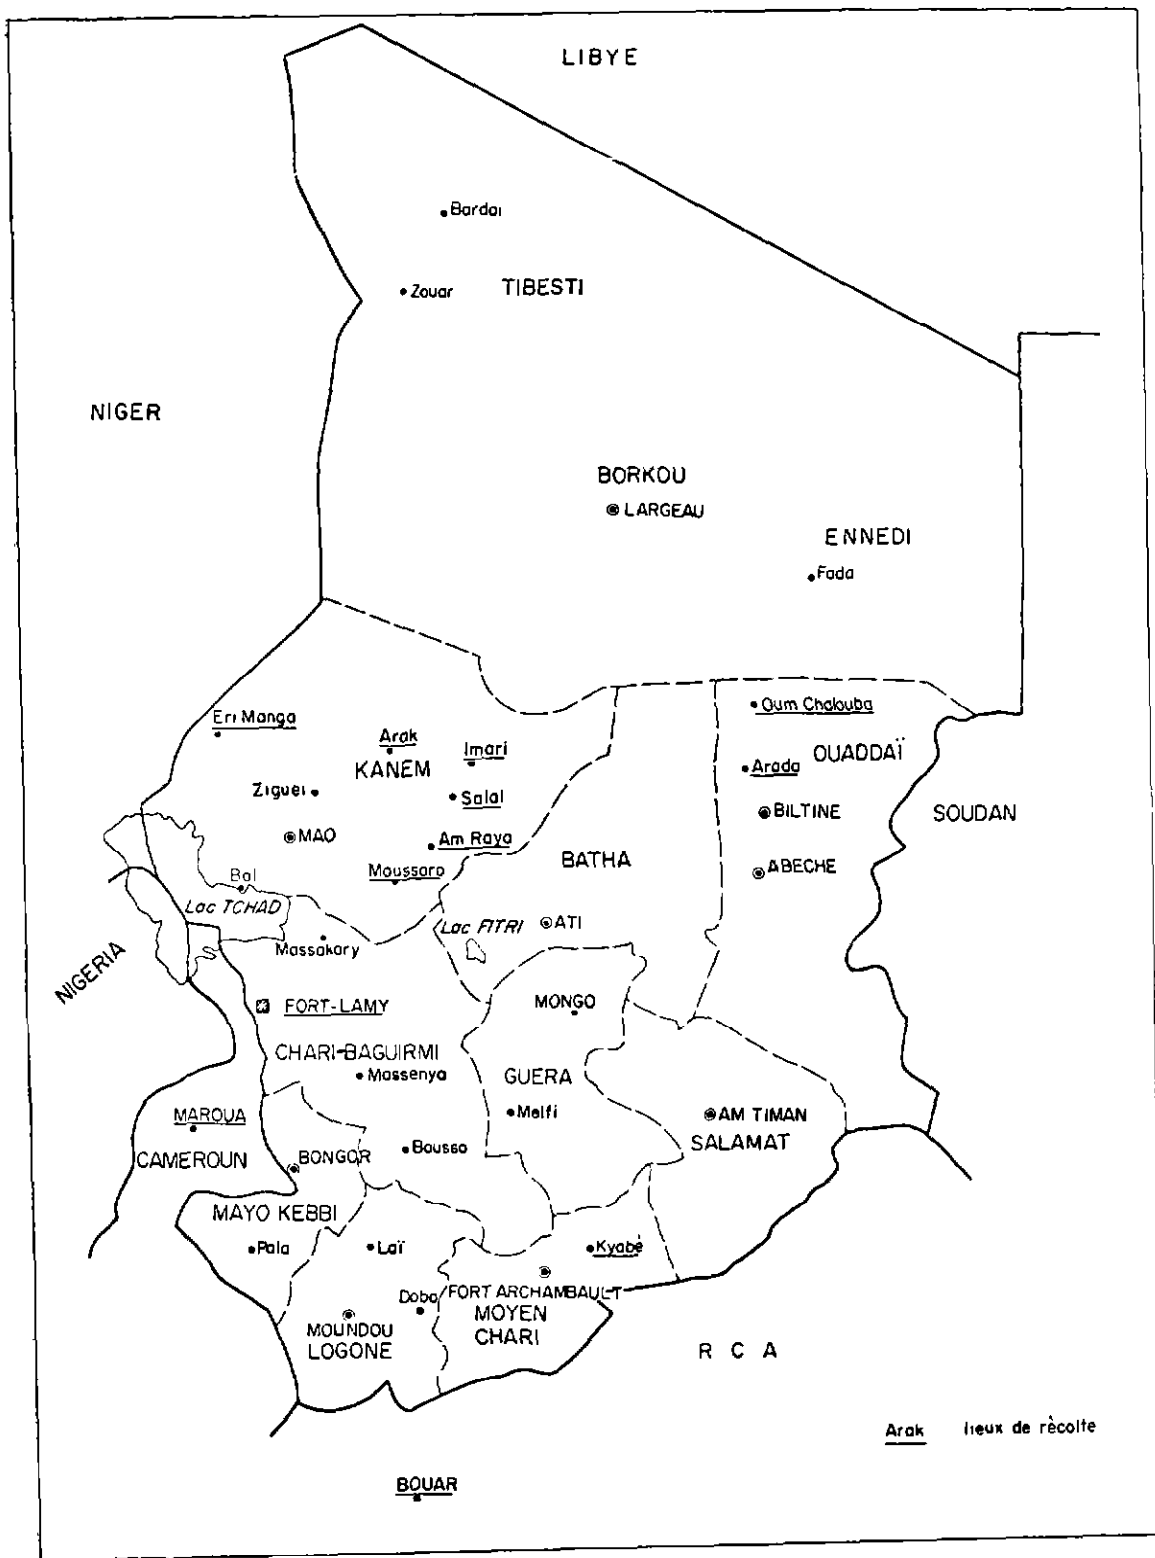 LIBYE
Bardai
Zouar
TIBESTI
NIGER
BORKOU
LARGEAU
ENNEDI
Fada
Eri Manga
Arak
KANEM
Imari
Ziguei
Salal
MAO
Am Raya
Moussoro
Bol
Lac TCHAD
Massakory
Oum Chalouba
OUADDAÏ
Arada
BILTINE
SOUDAN
ABECHE
BATHA
Lac FITRI
ATI
NIGERIA
FORT-LAMY
MONGO
CHARI-BAGUIRMI
Massenya
GUERA
Melfi
AM TIMAN
SALAMAT
MAROUA
CAMEROUN
BONGOR
Bousso
MAYO KEBBI
Pala
Laï
Kyabé
Doba
FORT ARCHAMBAULT
MOYEN
CHARI
MOUNDOU
LOGONE
R C A
Arak lieux de récolte
BOUAR